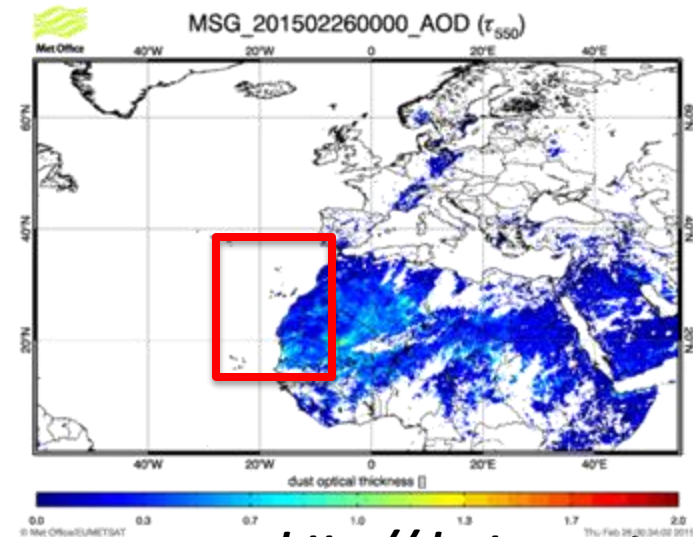 MSG_201502260000_AOD (τ550)
Met Office
40°W 20°W 0 20°E 40°E
60°N 60°N
40°N 40°N
20°N 20°N
40°W 20°W 0 20°E 40°E
dust optical thickness []
0.0 0.3 0.7 1.0 1.3 1.7 2.0
© Met Office/EUMETSAT